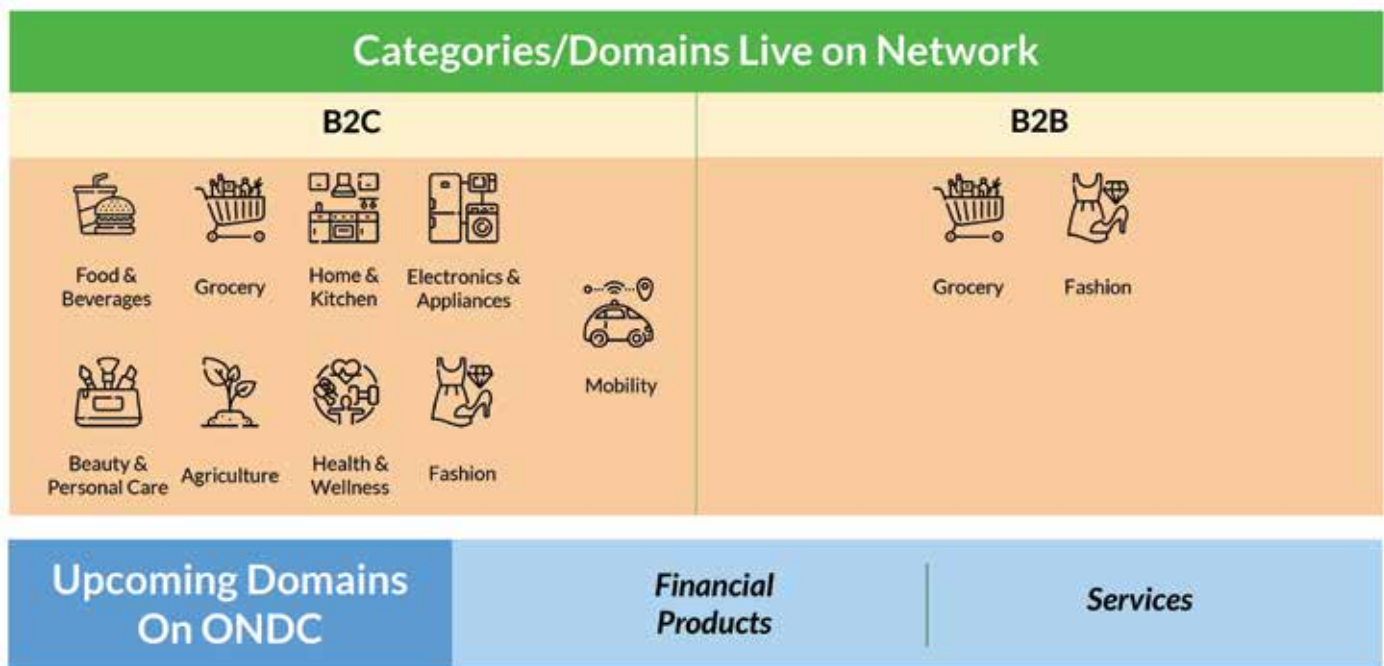 Categories/Domains Live on Network
B2C
B2B
Food &
Beverages
Grocery
Home &
Kitchen
Electronics &
Appliances
Mobility
Beauty &
Personal Care
Agriculture
Health &
Wellness
Fashion
Grocery
Fashion
Upcoming Domains
On ONDC
Financial
Products
Services